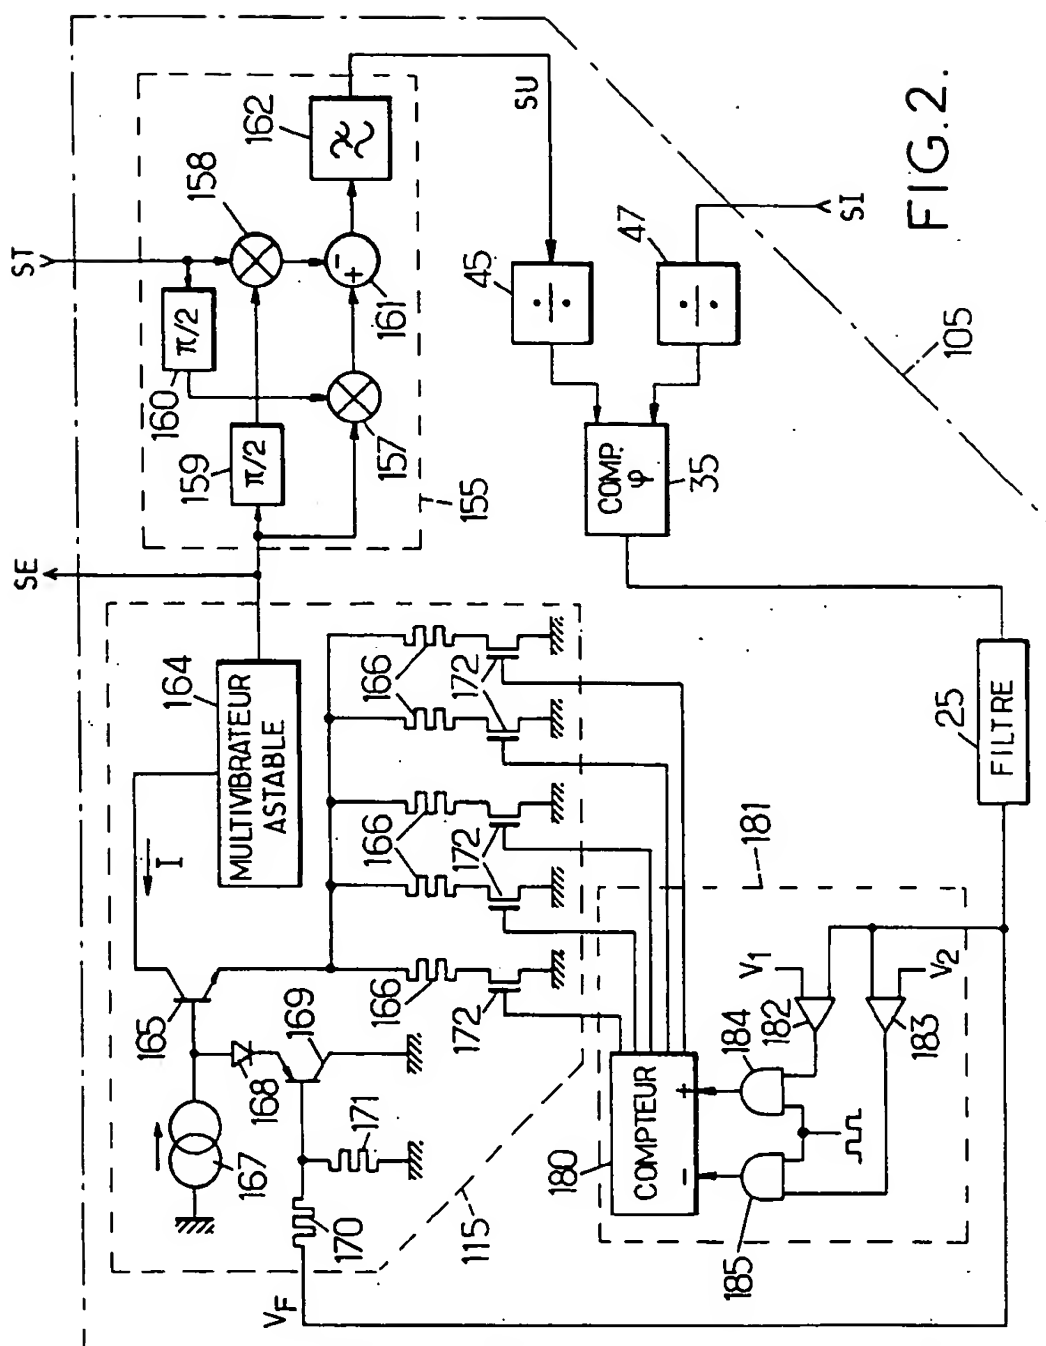 ST
SE
160
π/2
158
162
159
π/2
157
161
155
SU
45
÷
47
÷
SI
COMP.
φ
35
105
FIG.2.
164
MULTIVIBRATEUR
ASTABLE
I
165
167
168
169
170
171
166
166
166
172
172
172
115
VF
180
COMPTEUR
+
-
184
185
V1
182
V2
183
181
25
FILTRE
+
-